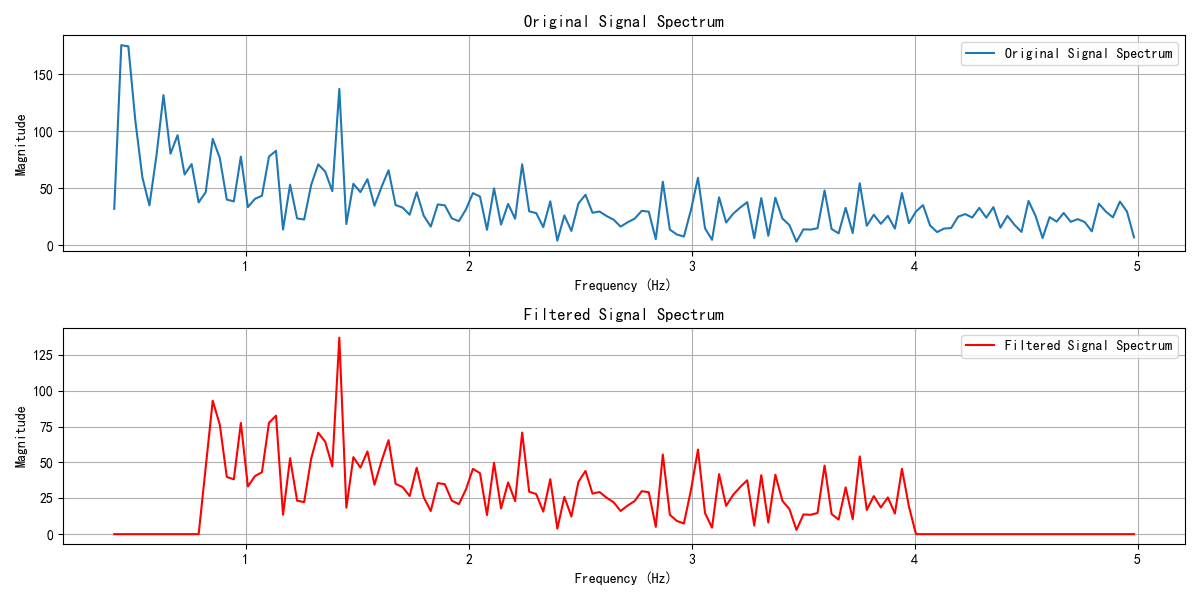 Original Signal Spectrum
Original Signal Spectrum
Magnitude
150
100
50
0
1 2 3 4 5
Frequency (Hz)
Filtered Signal Spectrum
Filtered Signal Spectrum
Magnitude
125
100
75
50
25
0
1 2 3 4 5
Frequency (Hz)